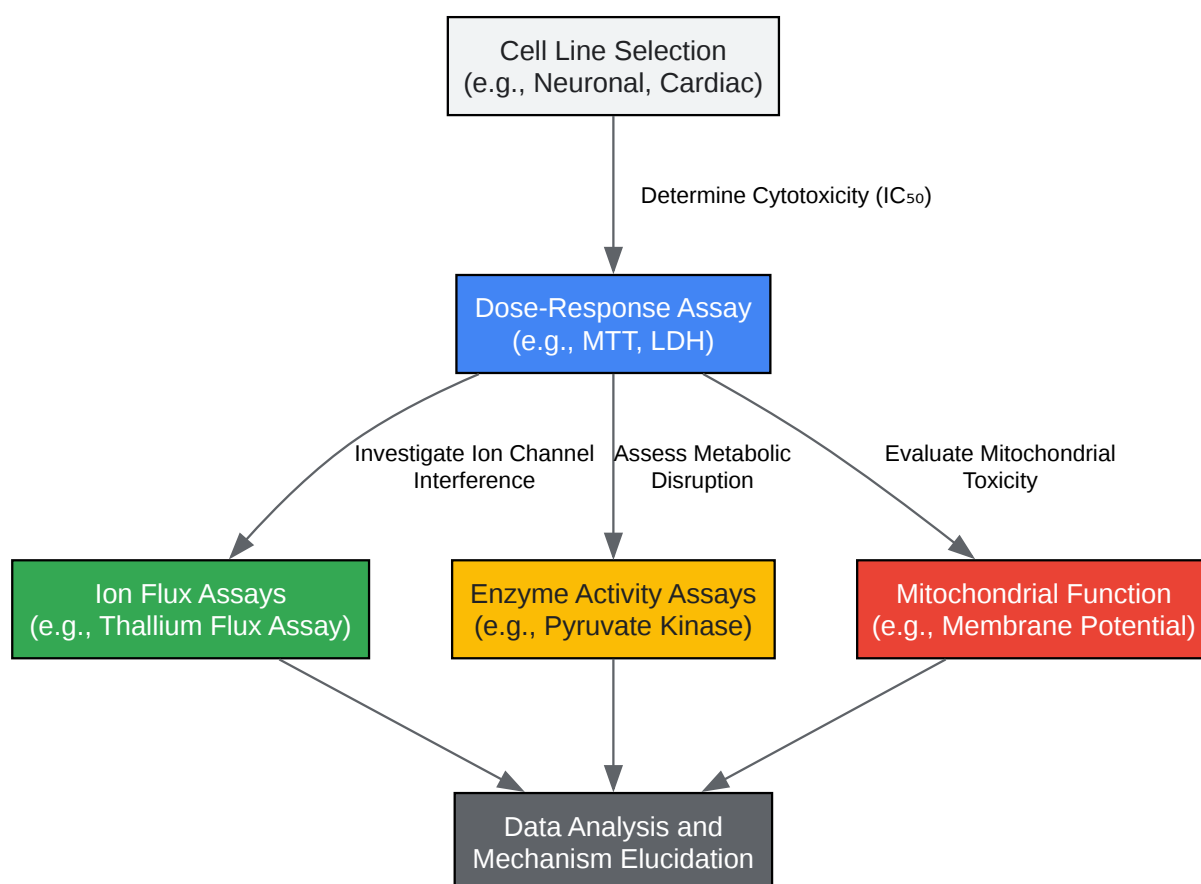 Cell Line Selection
(e.g., Neuronal, Cardiac)
Determine Cytotoxicity (IC₅₀)
Dose-Response Assay
(e.g., MTT, LDH)
Investigate Ion Channel
Interference
Assess Metabolic
Disruption
Evaluate Mitochondrial
Toxicity
Ion Flux Assays
(e.g., Thallium Flux Assay)
Enzyme Activity Assays
(e.g., Pyruvate Kinase)
Mitochondrial Function
(e.g., Membrane Potential)
Data Analysis and
Mechanism Elucidation